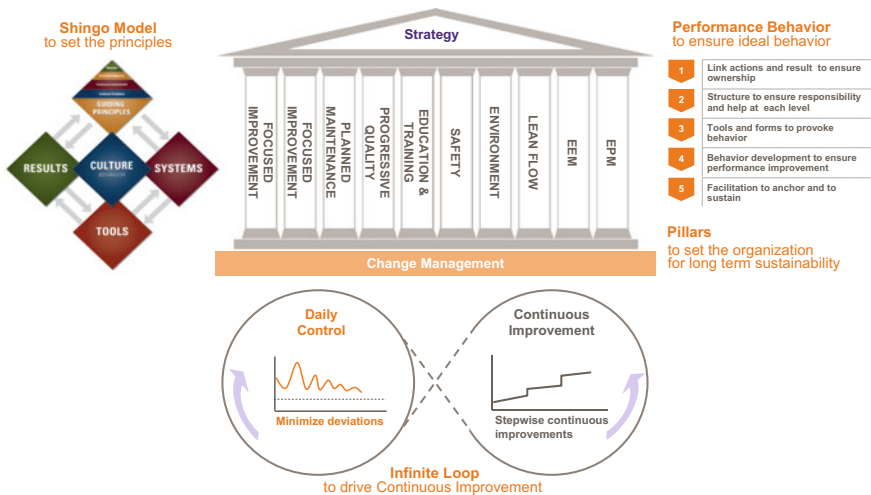 Shingo Model
to set the principles
GUIDING
PRINCIPLES
RESULTS
CULTURE
BEHAVIOR
SYSTEMS
TOOLS
Strategy
FOCUSED
IMPROVEMENT
FOCUSED
IMPROVEMENT
PLANNED
MAINTENANCE
PROGRESSIVE
QUALITY
EDUCATION &
TRAINING
SAFETY
ENVIRONMENT
LEAN FLOW
EEM
EPM
Change Management
Performance Behavior
to ensure ideal behavior
1
Link actions and result to ensure
ownership
2
Structure to ensure responsibility
and help at each level
3
Tools and forms to provoke
behavior
4
Behavior development to ensure
performance improvement
5
Facilitation to anchor and to
sustain
Pillars
to set the organization
for long term sustainability
Daily
Control
Minimize deviations
Continuous
Improvement
Stepwise continuous
improvements
Infinite Loop
to drive Continuous Improvement